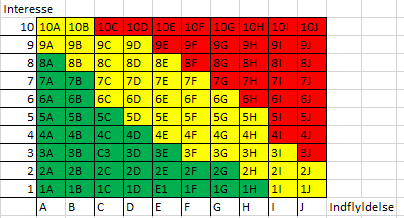 Interesse
10 10A 10B 10C 10D 10E 10F 10G 10H 10I 10J
9 9A 9B 9C 9D 9E 9F 9G 9H 9I 9J
8 8A 8B 8C 8D 8E 8F 8G 8H 8I 8J
7 7A 7B 7C 7D 7E 7F 7G 7H 7I 7J
6 6A 6B 6C 6D 6E 6F 6G 6H 6I 6J
5 5A 5B 5C 5D 5E 5F 5G 5H 5I 5J
4 4A 4B 4C 4D 4E 4F 4G 4H 4I 4J
3 3A 3B C3 3D 3E 3F 3G 3H 3I 3J
2 2A 2B 2C 2D 2E 2F 2G 2H 2I 2J
1 1A 1B 1C 1D E1 1F 1G 1H 1I 1J
A B C D E F G H I J Indflyldelse